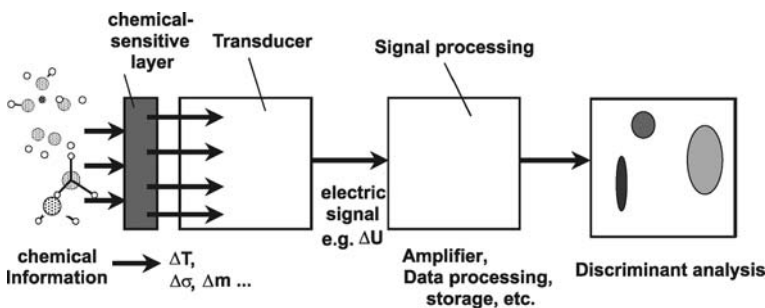 chemical-
sensitive
layer
Transducer
Signal processing
electric
signal
e.g. ΔU
chemical
Information
ΔT,
Δσ, Δm ...
Amplifier,
Data processing,
storage, etc.
Discriminant analysis